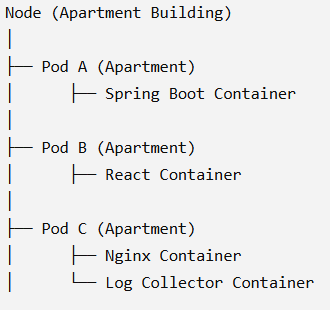 Node (Apartment Building)
│
├── Pod A (Apartment)
│      ├── Spring Boot Container
│
├── Pod B (Apartment)
│      ├── React Container
│
├── Pod C (Apartment)
│      ├── Nginx Container
│      └── Log Collector Container